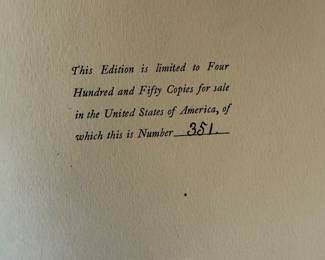 This Edition is limited to Four
Hundred and Fifty Copies for sale
in the United States of America, of
which this is Number 351.